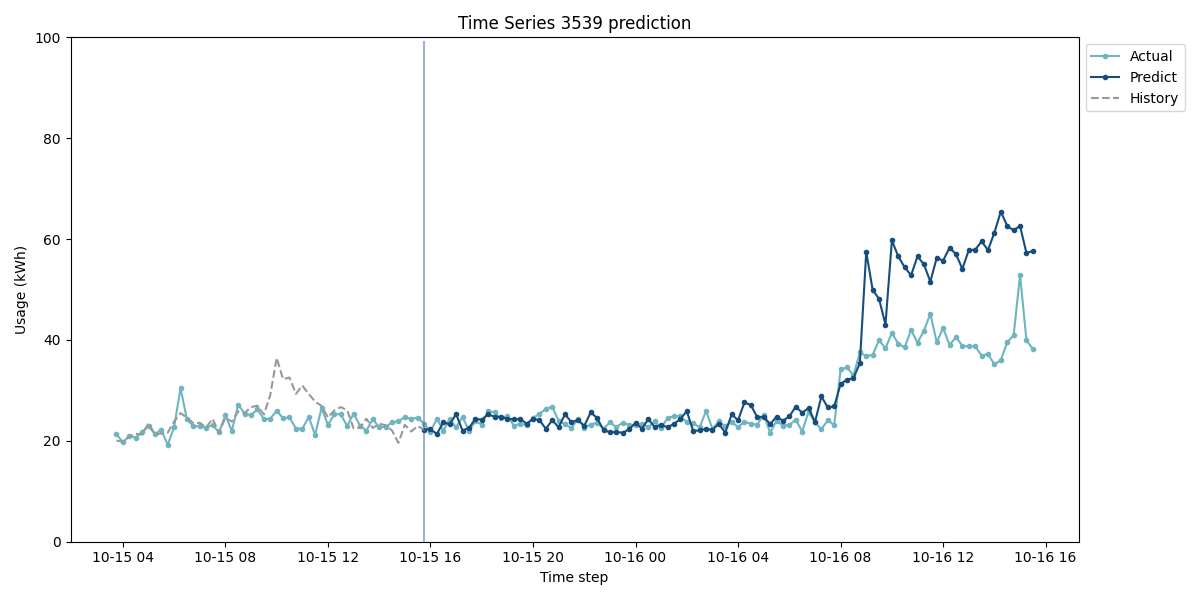 Time Series 3539 prediction
100
80
60
40
20
0
Usage (kWh)
10-15 04
10-15 08
10-15 12
10-15 16
10-15 20
10-16 00
10-16 04
10-16 08
10-16 12
10-16 16
Time step
Actual
Predict
History